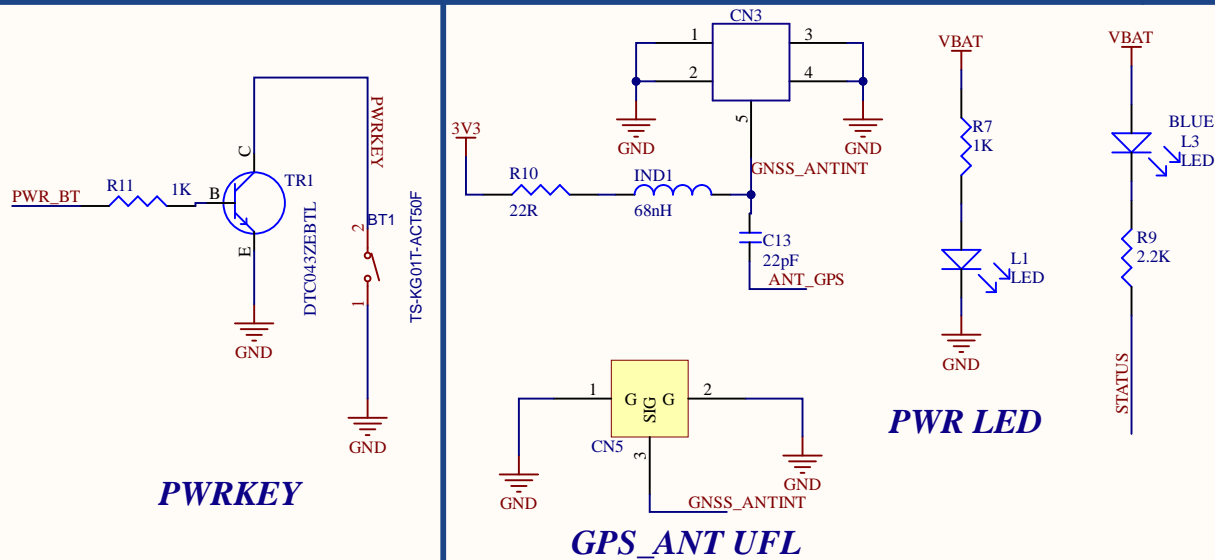 PWR_BT
R11
1K
B
C
E
TR1
DTC043ZEBTL
GND
PWRKEY
2
BT1
1
TS-KG01T-ACT50F
GND
PWRKEY
CN3
1
2
3
4
5
GND
GND
GNSS_ANTINT
3V3
R10
22R
IND1
68nH
C13
22pF
ANT_GPS
1
G
SIG
G
2
CN5
3
GND
GND
GNSS_ANTINT
GPS_ANT UFL
VBAT
R7
1K
L1
LED
GND
PWR LED
VBAT
BLUE
L3
LED
R9
2.2K
STATUS